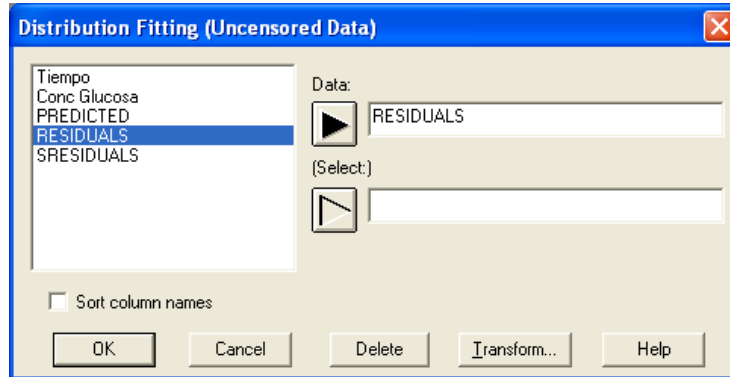 Distribution Fitting (Uncensored Data)
Tiempo
Conc Glucosa
PREDICTED
RESIDUALS
SRESIDUALS
Data:
RESIDUALS
(Select:)
Sort column names
OK
Cancel
Delete
Transform...
Help